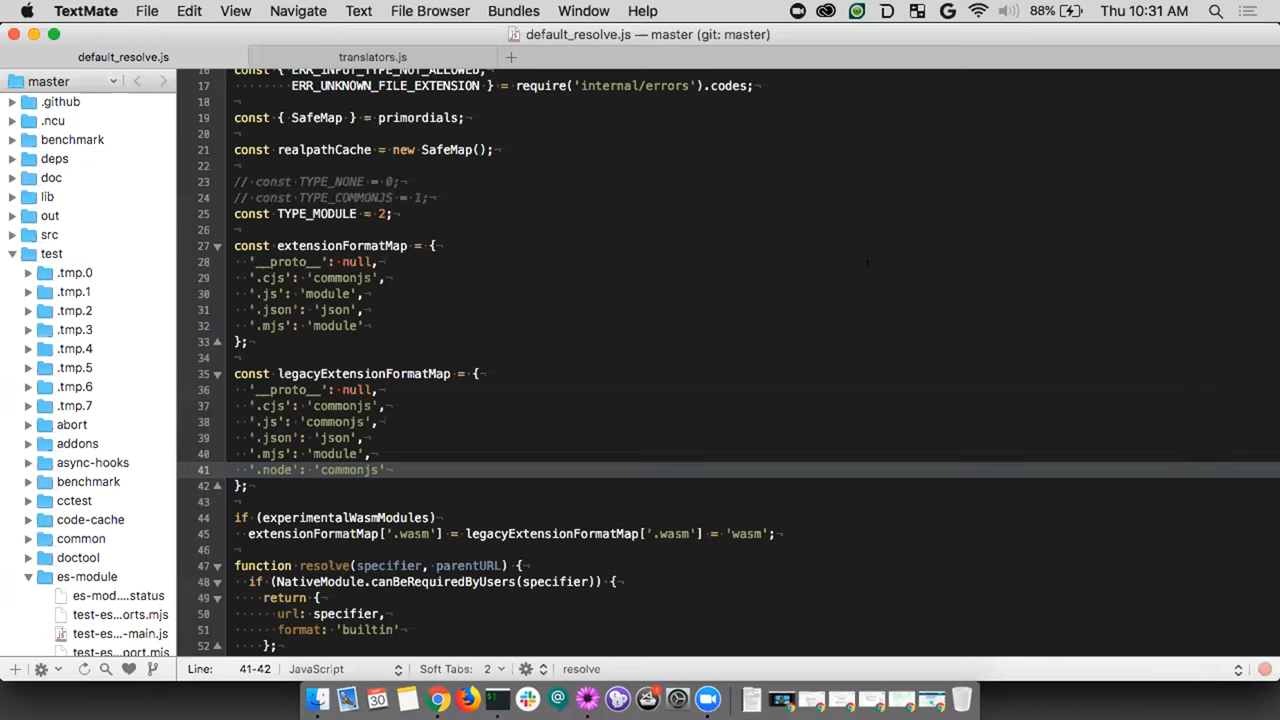 TextMate File Edit View Navigate Text File Browser Bundles Window Help 88% Thu 10:31 AM
default_resolve.js — master (git: master)
default_resolve.js translators.js
master
.github
.ncu
benchmark
deps
doc
lib
out
src
test
.tmp.0
.tmp.1
.tmp.2
.tmp.3
.tmp.4
.tmp.5
.tmp.6
.tmp.7
abort
addons
async-hooks
benchmark
cctest
code-cache
common
doctool
es-module
es-mod....status
test-es...orts.mjs
test-es...-main.js
test-es...port.mjs
16 const { ERR_INPUT_TYPE_NOT_ALLOWED,
17 ERR_UNKNOWN_FILE_EXTENSION } = require('internal/errors').codes;
18
19 const { SafeMap } = primordials;
20
21 const realpathCache = new SafeMap();
22
23 // const TYPE_NONE = 0;
24 // const TYPE_COMMONJS = 1;
25 const TYPE_MODULE = 2;
26
27 const extensionFormatMap = {
28 '__proto__': null,
29 '.cjs': 'commonjs',
30 '.js': 'module',
31 '.json': 'json',
32 '.mjs': 'module'
33 };
34
35 const legacyExtensionFormatMap = {
36 '__proto__': null,
37 '.cjs': 'commonjs',
38 '.js': 'commonjs',
39 '.json': 'json',
40 '.mjs': 'module',
41 '.node': 'commonjs'
42 };
43
44 if (experimentalWasmModules)
45 extensionFormatMap['.wasm'] = legacyExtensionFormatMap['.wasm'] = 'wasm';
46
47 function resolve(specifier, parentURL) {
48 if (NativeModule.canBeRequiredByUsers(specifier)) {
49 return {
50 url: specifier,
51 format: 'builtin'
52 };
Line: 41-42 JavaScript Soft Tabs: 2 resolve
30